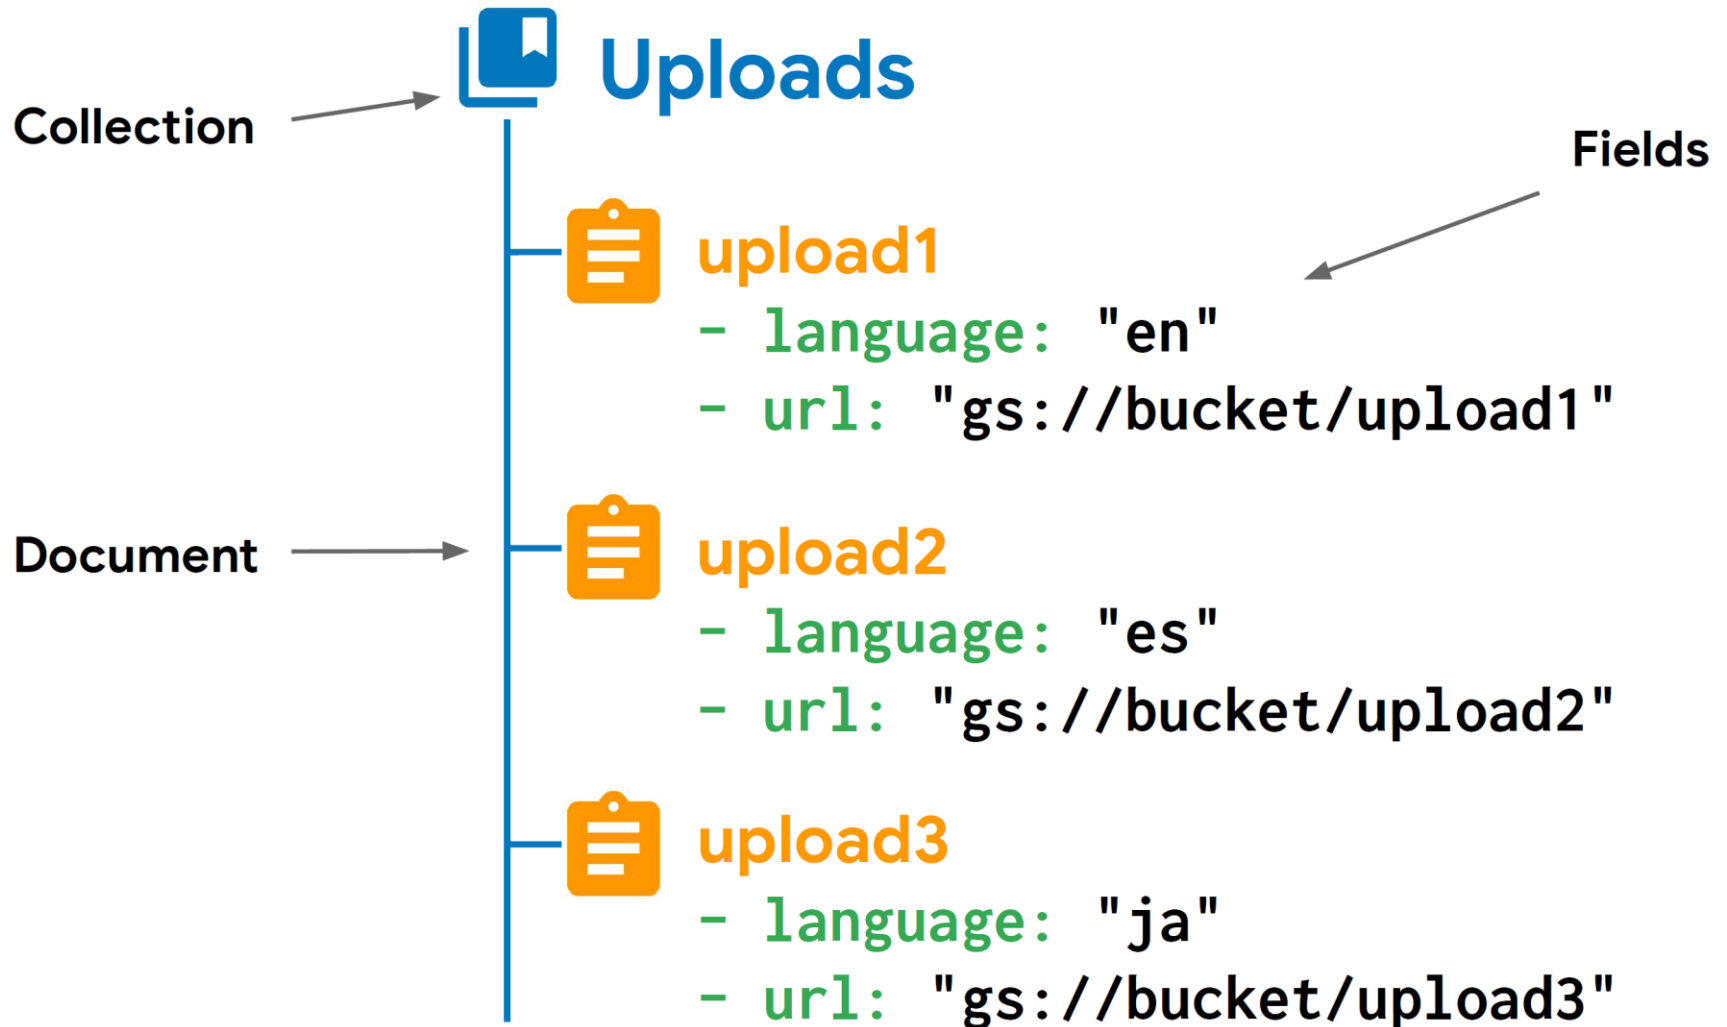 Uploads
Collection
Fields
upload1
- language: "en"
- url: "gs://bucket/upload1"
Document
upload2
- language: "es"
- url: "gs://bucket/upload2"
upload3
- language: "ja"
- url: "gs://bucket/upload3"